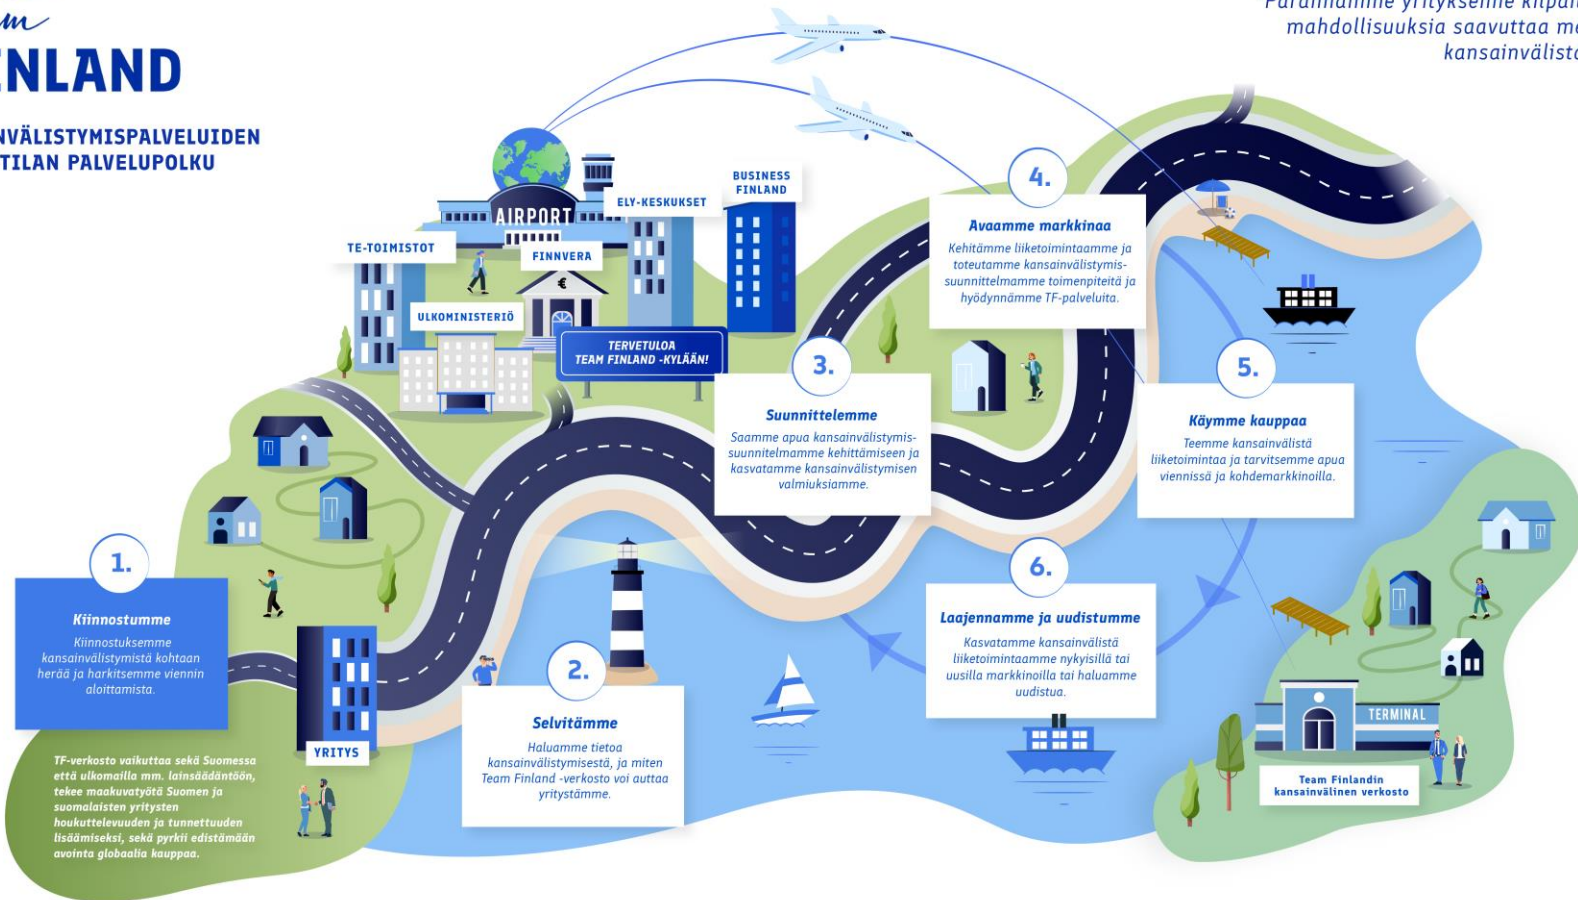 ENLAND
NVÄLISTYMISPALVELUIDEN
TILAN PALVELUPOLKU
yrityksemme
mahdollisuuksia saavuttaa
AIRPORT
TE-TOIMISTOT
ELY-KESKUKSET
BUSINESS
FINLAND
FINNVERA
€
ULKOMINISTERIÖ
TERVETULOA
TEAM FINLAND -KYLÄÄN!
1.
Kiinnostumme
Kiinnostuksemme
kansainvälistymistä kohtaan
herää ja harkitsemme viennin
aloittamista.
YRITYS
TF-verkosto vaikuttaa sekä Suomessa
että ulkomailla mm. lainsäädäntöön,
tekee maakuvatyötä Suomen ja
suomalaisten yritysten
houkuttelevuuden ja tunnettuuden
lisäämiseksi, sekä pyrkii edistämään
avointa globaalia kauppaa.
2.
Selvitämme
Haluamme tietoa
kansainvälistymisestä, ja miten
Team Finland -verkosto voi auttaa
yritystämme.
3.
Suunnittelemme
Saamme apua kansainvälistymis-
suunnitelmamme kehittämiseen ja
kasvatamme kansainvälistymisen
valmiuksiamme.
4.
Avaamme markkinaa
Kehitämme liiketoimintaamme ja
toteutamme kansainvälistymis-
suunnittelmamme toimenpiteitä ja
hyödynnämme TF-palveluita.
5.
Käymme kauppaa
Teemme kansainvälistä
liiketoimintaa ja tarvitsemme apua
viennissä ja kohdemarkkinoilla.
6.
Laajennamme ja uudistumme
Kasvatamme kansainvälistä
liiketoimintaamme nykyisillä tai
uusilla markkinoilla tai haluamme
uudistua.
TERMINAL
Team Finlandin
kansainvälinen verkosto